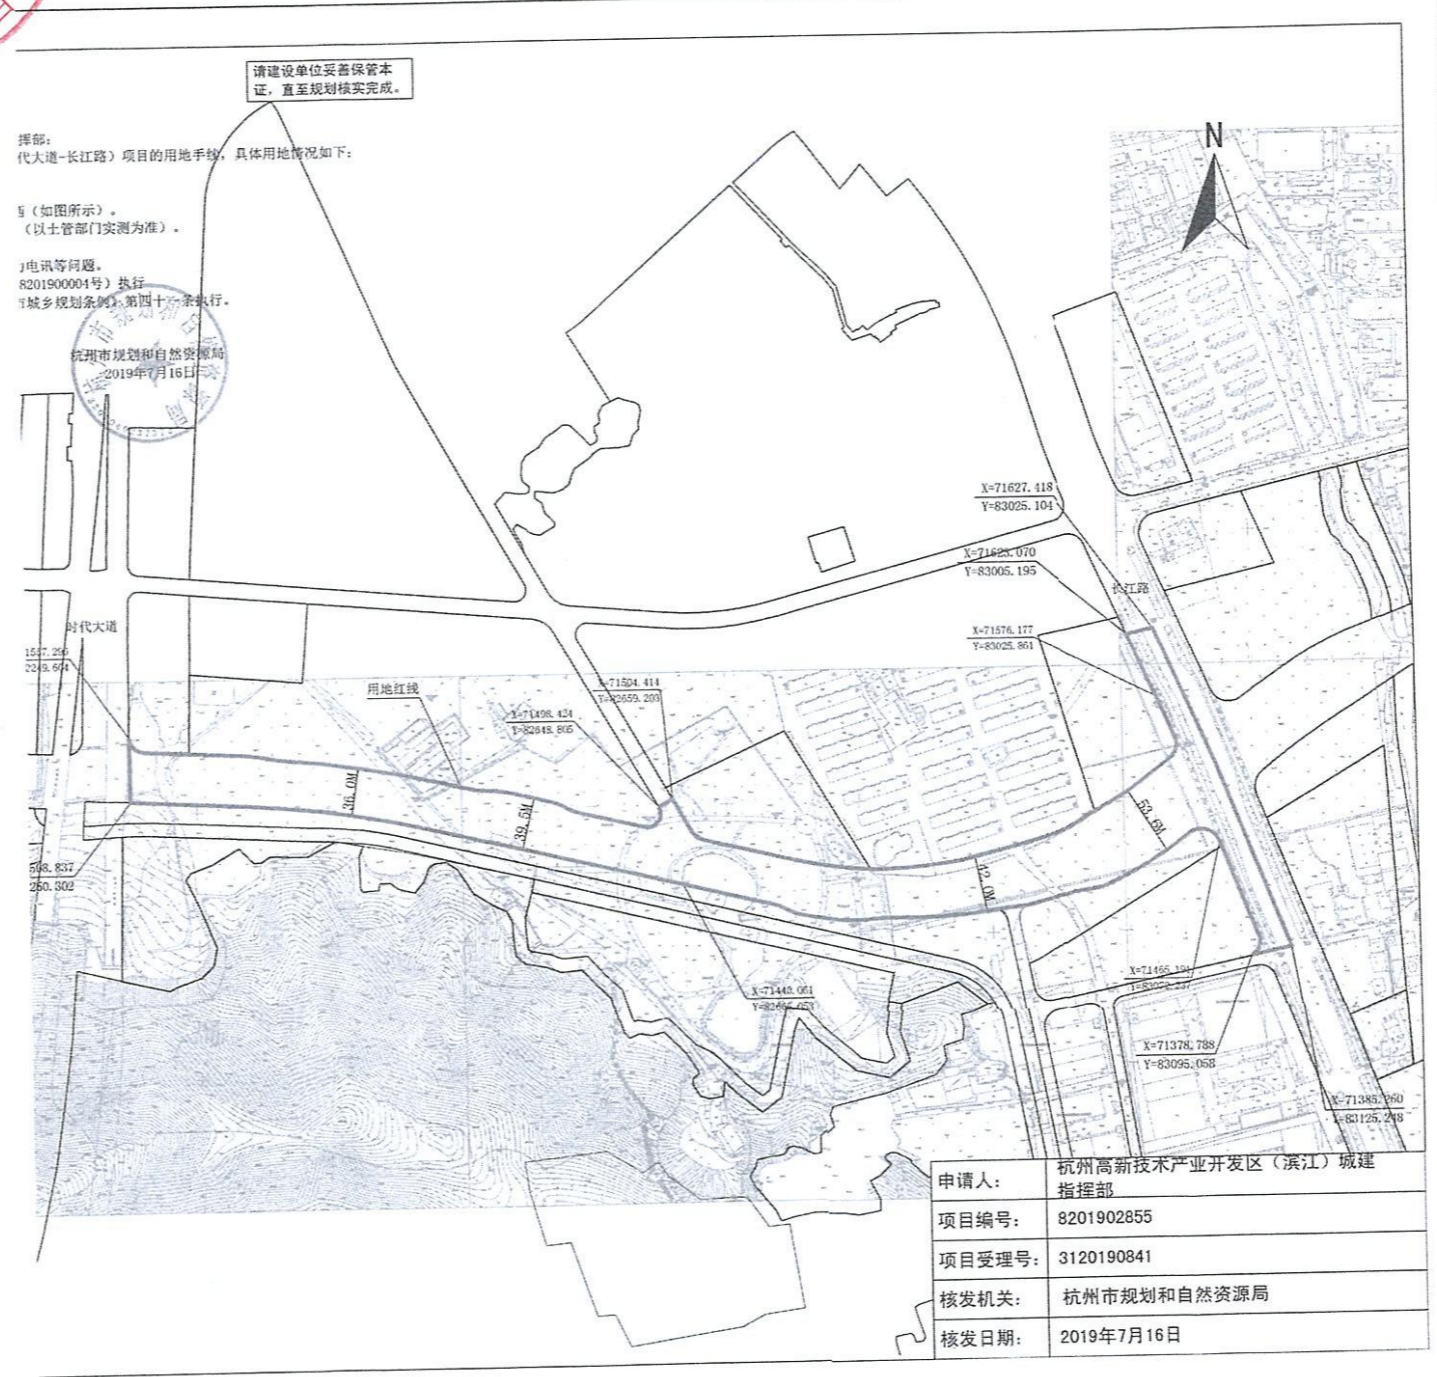 请建设单位妥善保管本
证，直至规划核实完成。
挥部：
代大道-长江路）项目的用地手续，具体用地情况如下：
（如图所示）。
（以土管部门实测为准）。
电讯等问题。
8201900004号）执行
城乡规划条例》第四十一条执行。
杭州市规划和自然资源局
2019年7月16日
N
X=71627.418
Y=83025.104
X=71623.070
Y=83005.195
长江路
X=71576.177
Y=83025.861
时代大道
用地红线
X=71504.414
Y=82659.203
X=71498.424
Y=82648.805
36.0M
39.5M
53.6M
42.0M
508.837
250.302
X=71443.061
X=71465.191
X=71378.788
Y=83095.058
X=71385.260
Y=83125.248
申请人：
杭州高新技术产业开发区（滨江）城建
指挥部
项目编号： 8201902855
项目受理号： 3120190841
核发机关： 杭州市规划和自然资源局
核发日期： 2019年7月16日